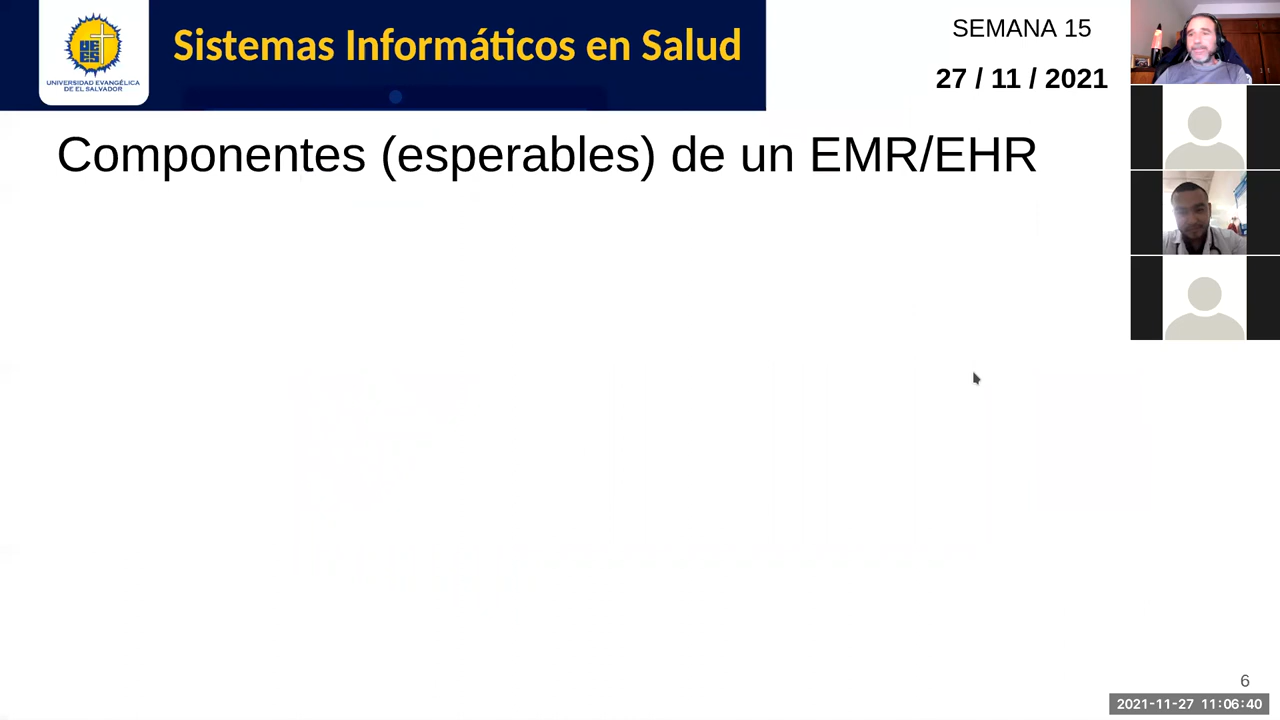 UNIVERSIDAD EVANGÉLICA
DE EL SALVADOR
Sistemas Informáticos en Salud
SEMANA 15
27 / 11 / 2021
Componentes (esperables) de un EMR/EHR
6
2021-11-27 11:06:40